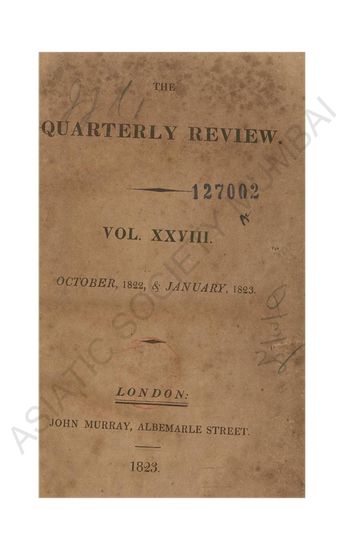 THE
QUARTERLY REVIEW.
127002
VOL. XXVIII.
OCTOBER, 1822, & JANUARY, 1823.
LONDON:
JOHN MURRAY, ALBEMARLE STREET.
1823.
ASIATIC SOCIETY MUMBAI